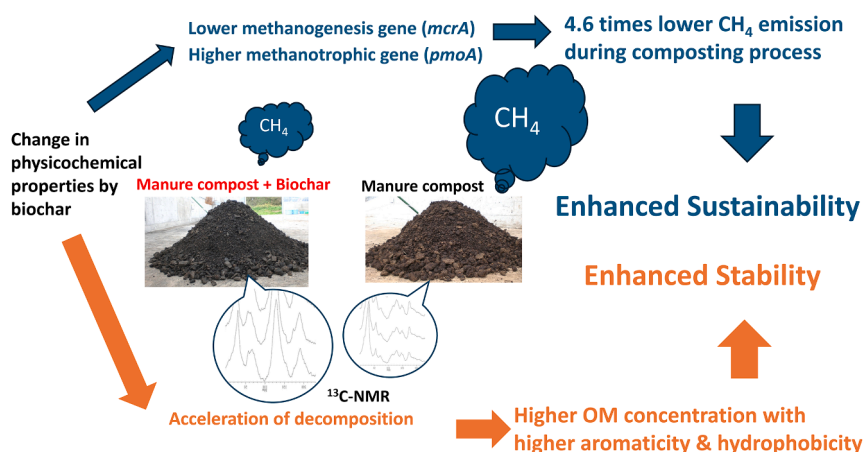 Lower methanogenesis gene (mcrA)
Higher methanotrophic gene (pmoA)
4.6 times lower CH₄ emission
during composting process
Change in
physicochemical
properties by
biochar
CH₄
CH₄
Manure compost + Biochar
Manure compost
Enhanced Sustainability
Enhanced Stability
¹³C-NMR
Acceleration of decomposition
Higher OM concentration with
higher aromaticity & hydrophobicity